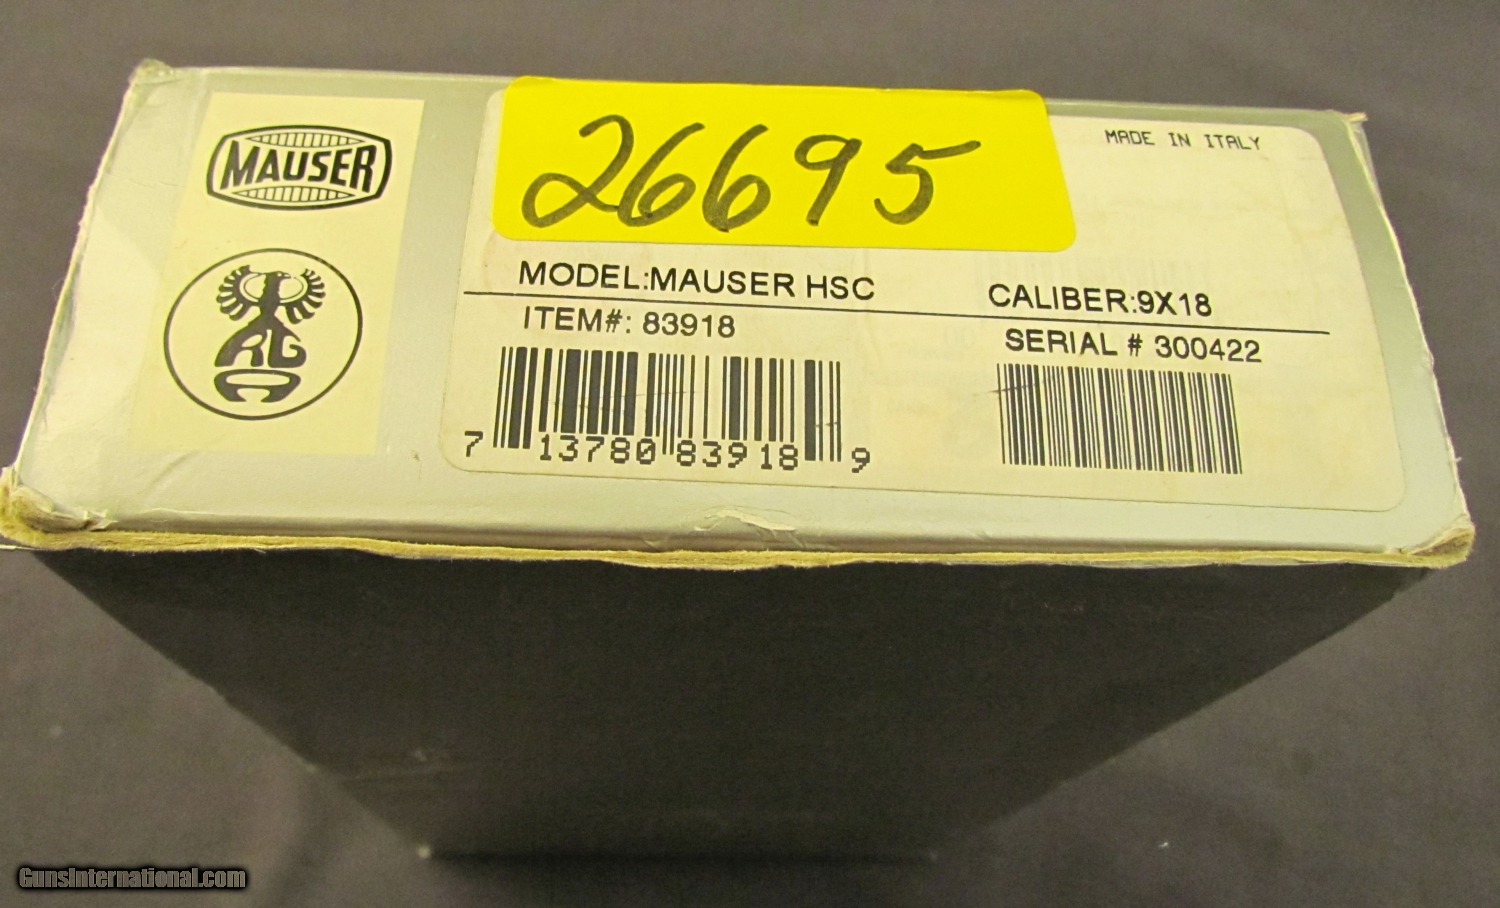 MAUSER
RG
26695
MADE IN ITALY
MODEL:MAUSER HSC
CALIBER:9X18
ITEM#: 83918
SERIAL # 300422
7 13780 83918 9
GunsInternational.com